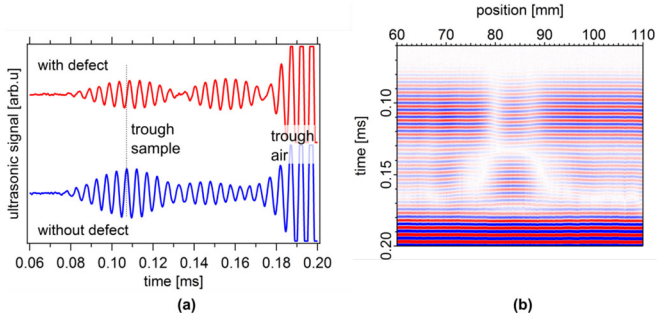 with defect
trough
sample
trough
air
without defect
ultrasonic signal [arb.u]
0.06 0.08 0.10 0.12 0.14 0.16 0.18 0.20
time [ms]
(a)
position [mm]
60 70 80 90 100 110
0.10
0.15
0.20
time [ms]
(b)